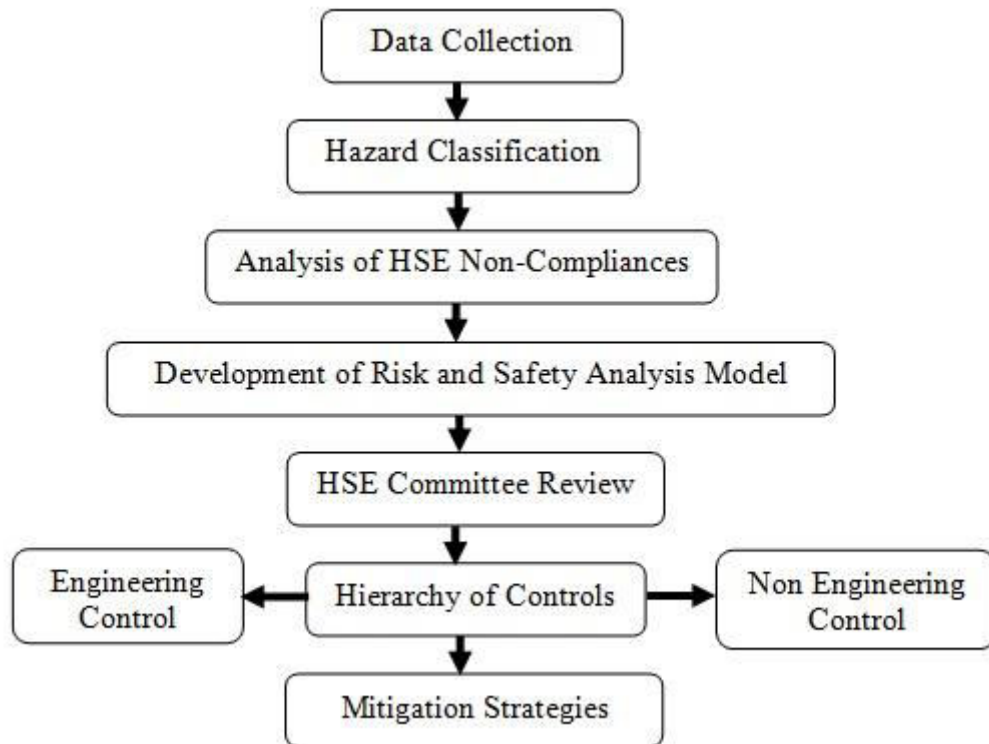 Data Collection
Hazard Classification
Analysis of HSE Non-Compliances
Development of Risk and Safety Analysis Model
HSE Committee Review
Engineering
Control
Hierarchy of Controls
Non Engineering
Control
Mitigation Strategies